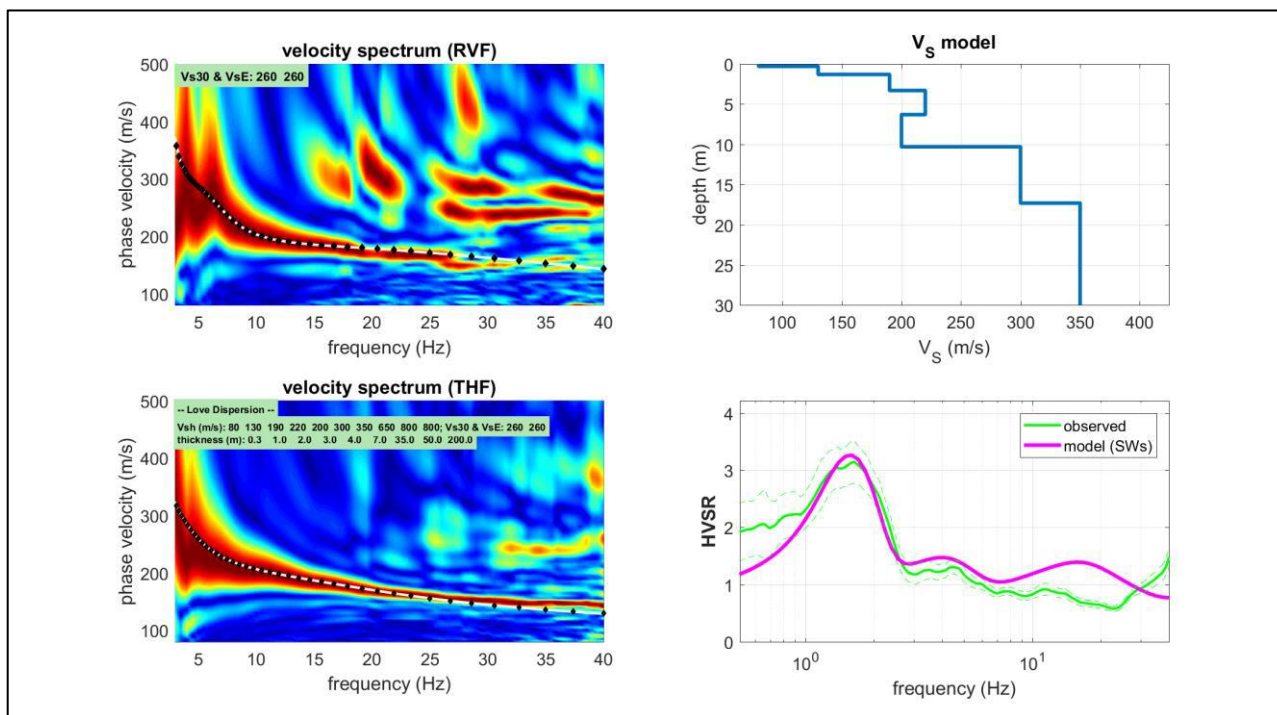 velocity spectrum (RVF)
Vs30 & VsE: 260 260
500
400
300
200
100
phase velocity (m/s)
5 10 15 20 25 30 35 40
frequency (Hz)
V_S model
0
5
10
15
20
25
30
depth (m)
100 150 200 250 300 350 400
V_S (m/s)
velocity spectrum (THF)
-- Love Dispersion --
Vsh (m/s): 80 130 190 220 200 300 350 650 800 800; Vs30 & VsE: 260 260
thickness (m): 0.3 1.0 2.0 3.0 4.0 7.0 35.0 50.0 200.0
500
400
300
200
100
phase velocity (m/s)
5 10 15 20 25 30 35 40
frequency (Hz)
observed
model (SWs)
4
3
2
1
0
HVSR
10^0 10^1
frequency (Hz)